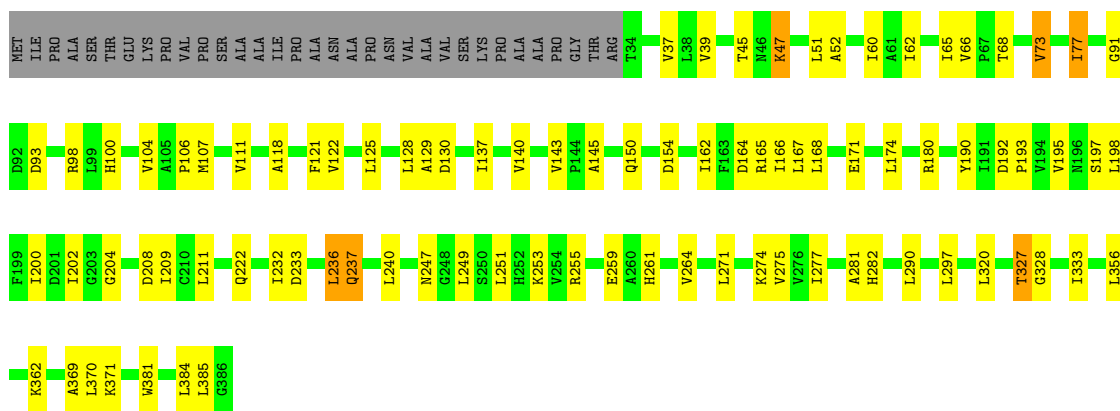 MET ILE PRO ALA SER THR GLU LYS PRO VAL PRO SER ALA ALA ILE PRO ALA ASN ALA PRO ASN VAL ALA VAL SER LYS PRO ALA ALA PRO GLY THR ARG T34 V37 L38 V39 T45 N46 K47 L51 A52 I60 A61 I62 I65 V66 P67 T68 V73 I77 G91
D92 D93 R98 L99 H100 V104 A105 P106 M107 V111 A118 F121 V122 L125 L128 A129 D130 I137 V140 V143 P144 A145 Q150 D154 I162 F163 D164 R165 I166 L167 L168 E171 L174 R180 Y190 I191 D192 P193 V194 V195 N196 S197 L198
F199 I200 D201 I202 G203 G204 D208 I209 C210 L211 Q222 I232 D233 L236 Q237 L240 N247 G248 L249 S250 L251 H252 K253 V254 R255 E259 A260 H261 V264 L271 K274 V275 V276 I277 A281 H282 L290 L297 L320 T327 G328 I333 L356
K362 A369 L370 K371 W381 L384 L385 G386